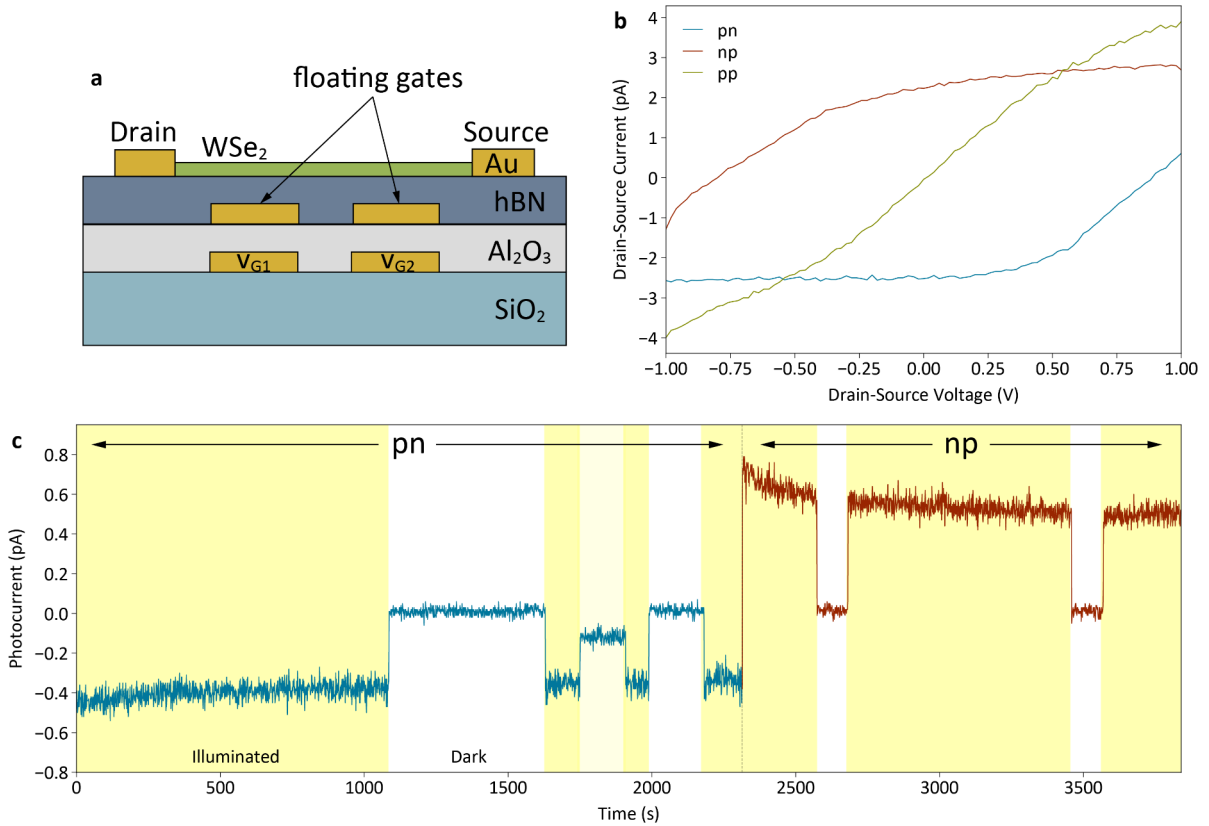 a
floating gates
Drain
WSe₂
Source
Au
hBN
Al₂O₃
V_G1
V_G2
SiO₂
b
pn
np
pp
4
3
2
1
0
−1
−2
−3
−4
Drain-Source Current (pA)
−1.00
−0.75
−0.50
−0.25
0.00
0.25
0.50
0.75
1.00
Drain-Source Voltage (V)
c
pn
np
0.8
0.6
0.4
0.2
0.0
−0.2
−0.4
−0.6
−0.8
Photocurrent (pA)
Illuminated
Dark
0
500
1000
1500
2000
2500
3000
3500
Time (s)